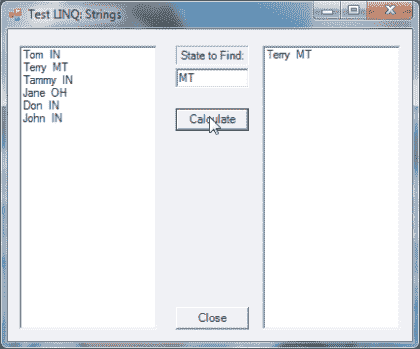 Test LINQ: Strings
Tom IN
Terry MT
Tammy IN
Jane OH
Don IN
John IN
State to Find:
MT
Calculate
Close
Terry MT